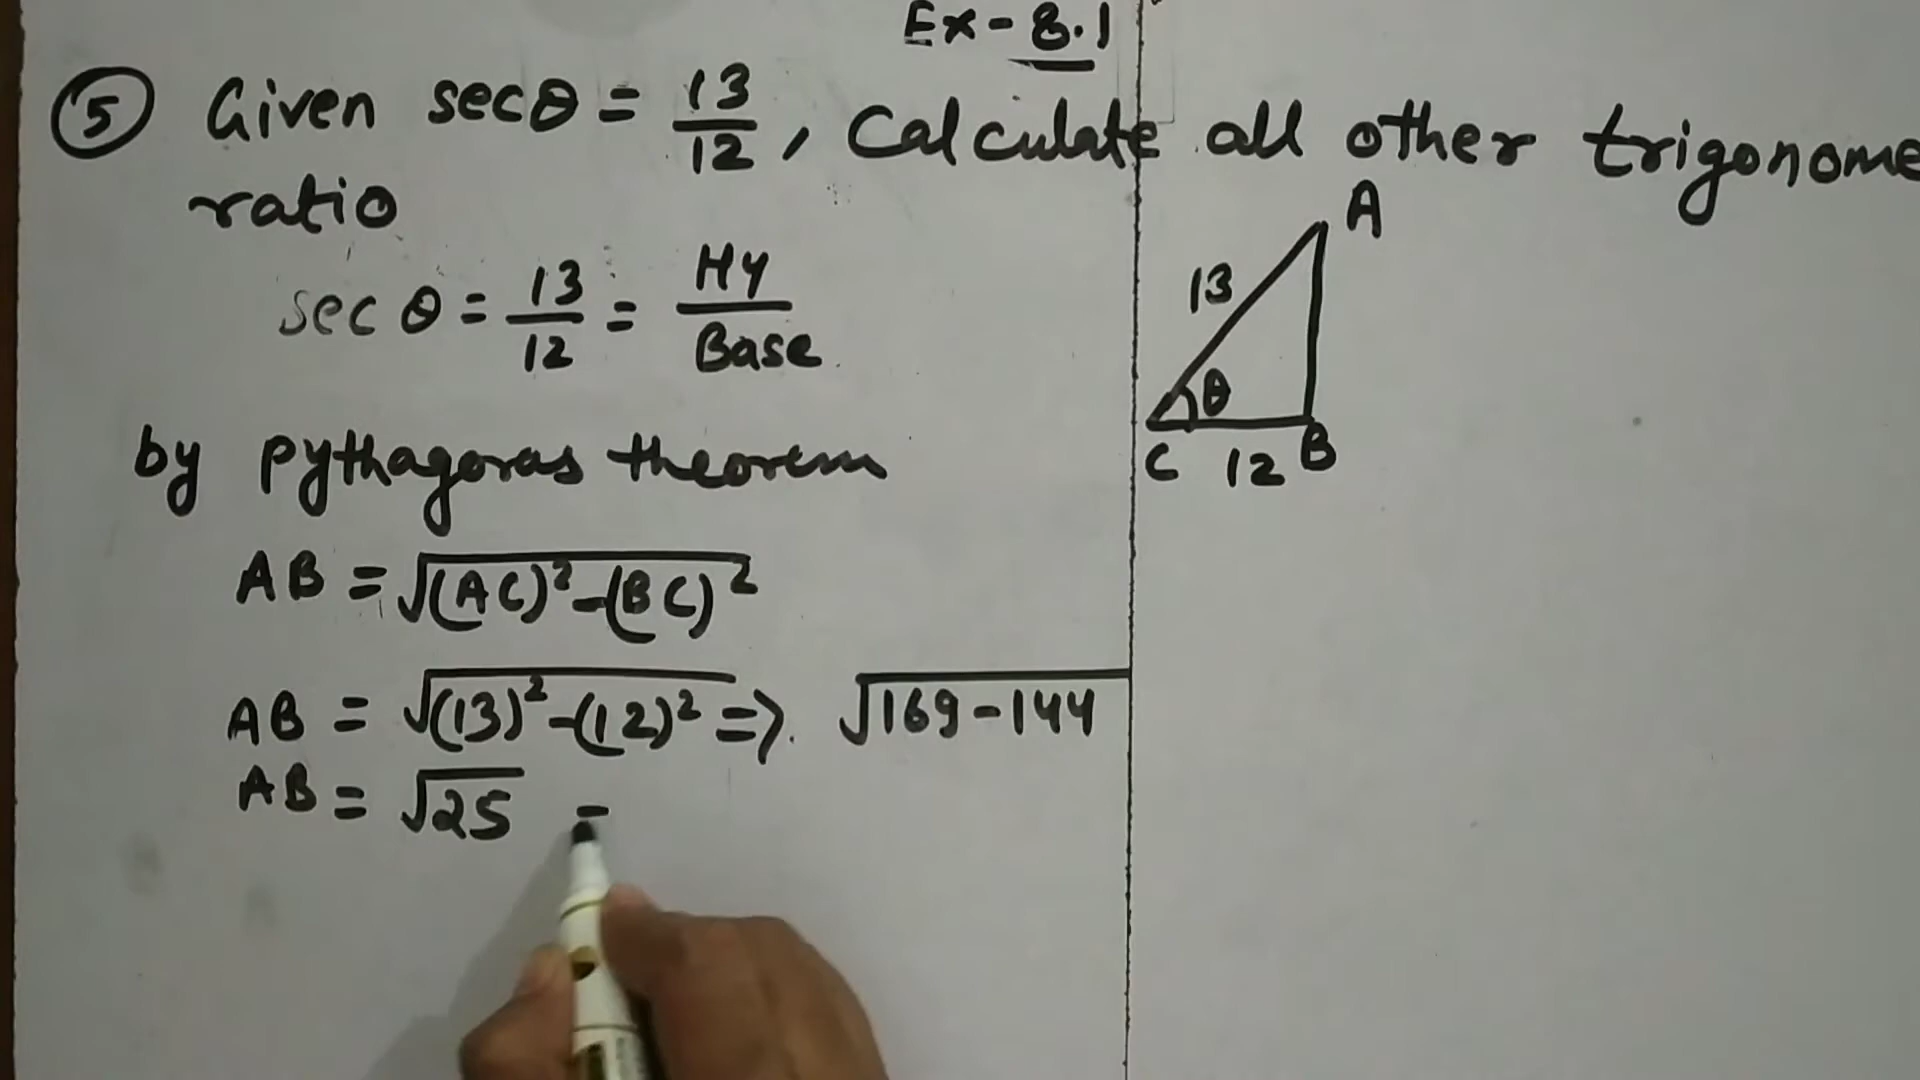 Ex-8.1
⑤ Given secθ = 13/12, Calculate all other trigonome
ratio
sec θ = 13/12 = Hy/Base
A
13
θ
C 12 B
by pythagoras theorem
AB = √(AC)²-(BC)²
AB = √(13)²-(12)² ⇒ √169-144
AB = √25 =